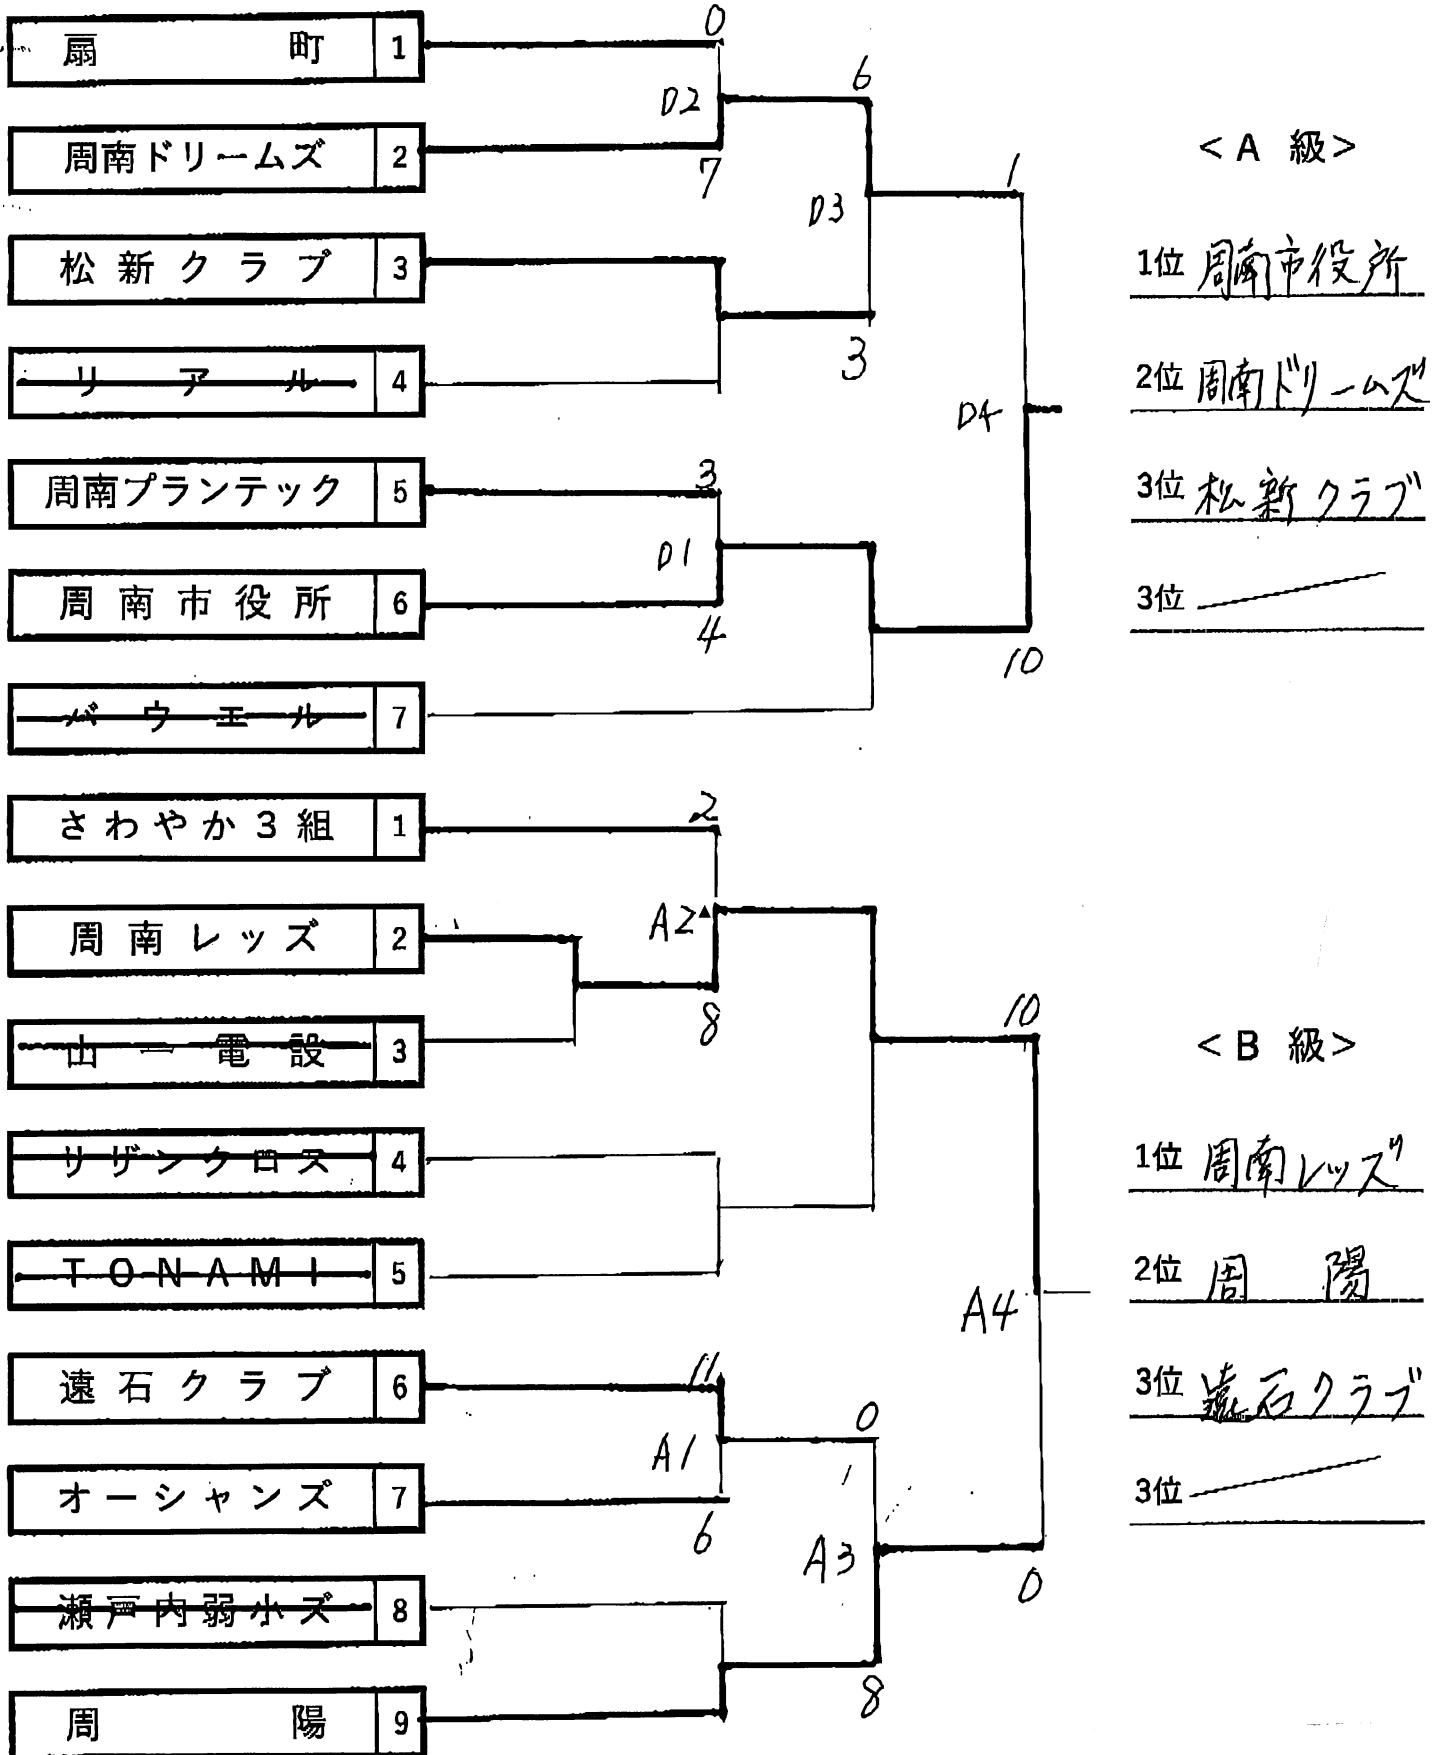 0
扇 町 1
6
D2
周南ドリームズ 2
7
<A 級>
1
D3
松新クラブ 3
1位 周南市役所
3
リアル 4
2位 周南ドリームズ
D4
3
周南プランテック 5
3位 松新クラブ
D1
周南市役所 6
3位
4
10
バウエル 7
2
さわやか3組 1
A2
周南レッズ 2
8
10
山一電設 3
<B 級>
リザンクロス 4
1位 周南レッズ
TONAMI 5
2位 周 陽
A4
11
遠石クラブ 6
3位 遠石クラブ
0
A1
オーシャンズ 7
3位
6
A3
0
瀬戸内弱小ズ 8
8
周 陽 9